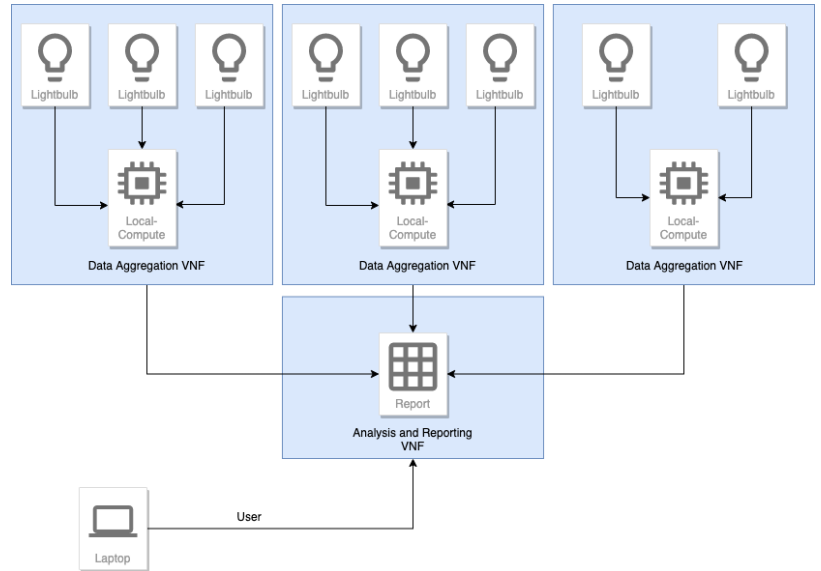 Lightbulb
Lightbulb
Lightbulb
Lightbulb
Lightbulb
Lightbulb
Lightbulb
Lightbulb
Local-
Compute
Local-
Compute
Local-
Compute
Data Aggregation VNF
Data Aggregation VNF
Data Aggregation VNF
Report
Analysis and Reporting
VNF
User
Laptop